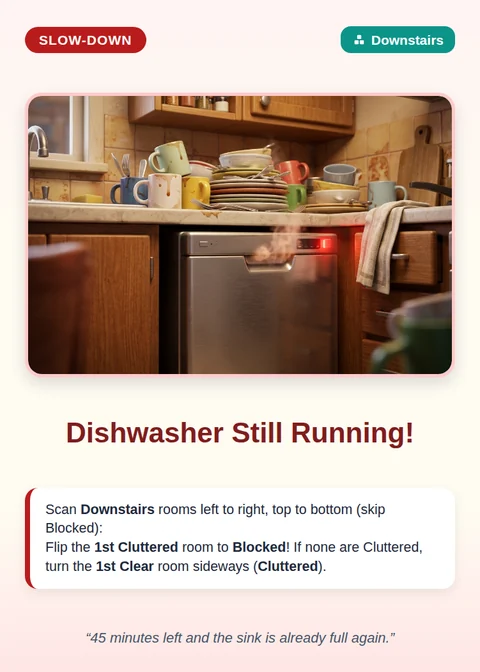 SLOW-DOWN
Downstairs
Dishwasher Still Running!
Scan Downstairs rooms left to right, top to bottom (skip
Blocked):
Flip the 1st Cluttered room to Blocked! If none are Cluttered,
turn the 1st Clear room sideways (Cluttered).
“45 minutes left and the sink is already full again.”